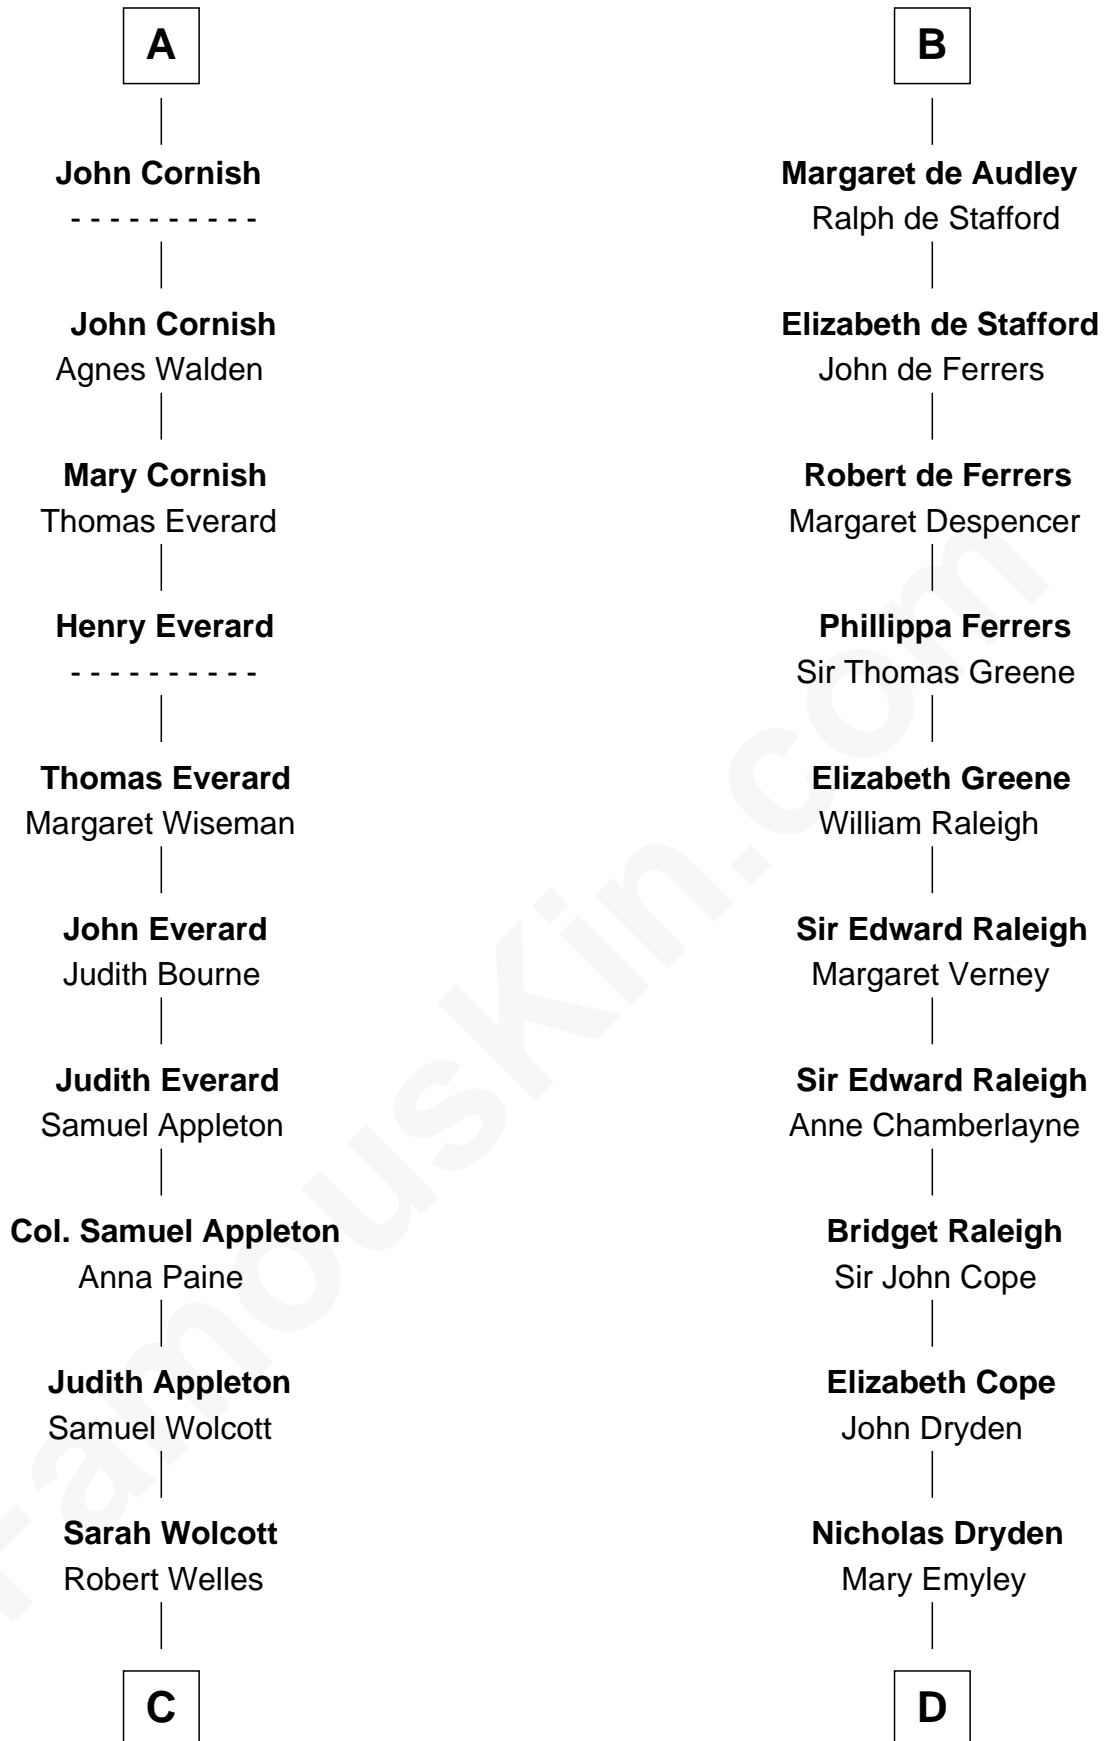 A
John Cornish
- - - - - - - - - -
John Cornish
Agnes Walden
Mary Cornish
Thomas Everard
Henry Everard
- - - - - - - - - -
Thomas Everard
Margaret Wiseman
John Everard
Judith Bourne
Judith Everard
Samuel Appleton
Col. Samuel Appleton
Anna Paine
Judith Appleton
Samuel Wolcott
Sarah Wolcott
Robert Welles
C
B
Margaret de Audley
Ralph de Stafford
Elizabeth de Stafford
John de Ferrers
Robert de Ferrers
Margaret Despencer
Phillippa Ferrers
Sir Thomas Greene
Elizabeth Greene
William Raleigh
Sir Edward Raleigh
Margaret Verney
Sir Edward Raleigh
Anne Chamberlayne
Bridget Raleigh
Sir John Cope
Elizabeth Cope
John Dryden
Nicholas Dryden
Mary Emyley
D
FamousKin.com